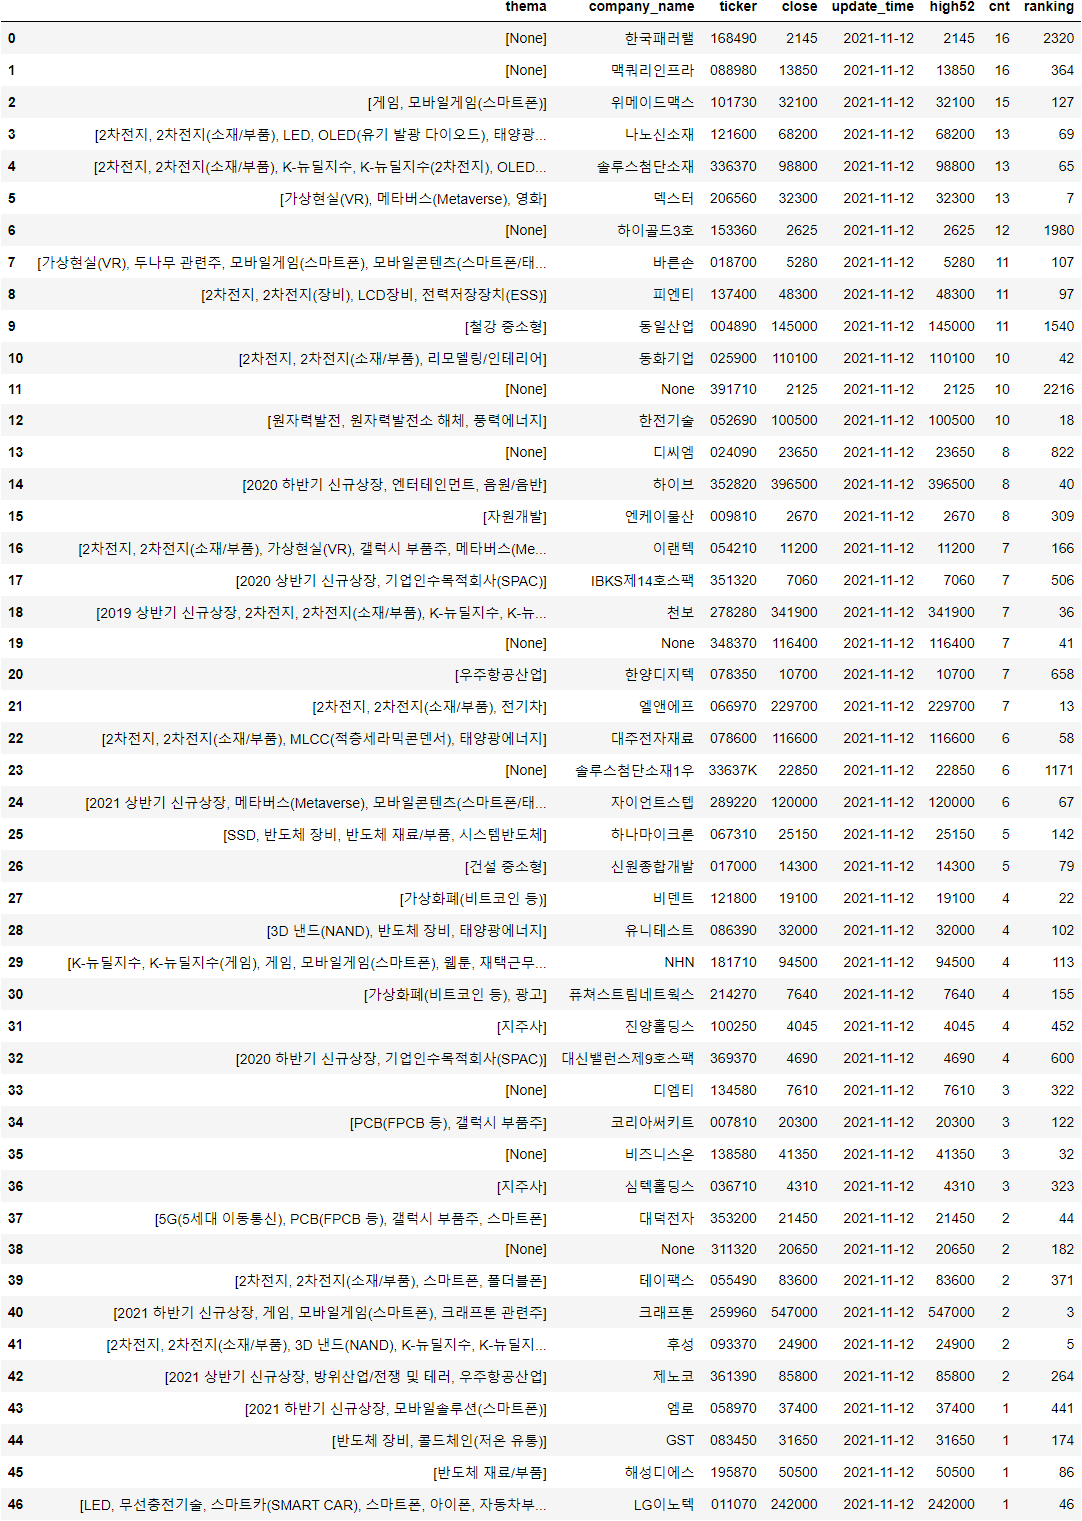 thema company_name ticker close update_time high52 cnt ranking
0 [None] 한국패러랠 168490 2145 2021-11-12 2145 16 2320
1 [None] 맥쿼리인프라 088980 13850 2021-11-12 13850 16 364
2 [게임, 모바일게임(스마트폰)] 위메이드맥스 101730 32100 2021-11-12 32100 15 127
3 [2차전지, 2차전지(소재/부품), LED, OLED(유기 발광 다이오드), 태양광... 나노신소재 121600 68200 2021-11-12 68200 13 69
4 [2차전지, 2차전지(소재/부품), K-뉴딜지수, K-뉴딜지수(2차전지), OLED... 솔루스첨단소재 336370 98800 2021-11-12 98800 13 65
5 [가상현실(VR), 메타버스(Metaverse), 영화] 덱스터 206560 32300 2021-11-12 32300 13 7
6 [None] 하이골드3호 153360 2625 2021-11-12 2625 12 1980
7 [가상현실(VR), 두나무 관련주, 모바일게임(스마트폰), 모바일콘텐츠(스마트폰/태... 바른손 018700 5280 2021-11-12 5280 11 107
8 [2차전지, 2차전지(장비), LCD장비, 전력저장장치(ESS)] 피엔티 137400 48300 2021-11-12 48300 11 97
9 [철강 중소형] 동일산업 004890 145000 2021-11-12 145000 11 1540
10 [2차전지, 2차전지(소재/부품), 리모델링/인테리어] 동화기업 025900 110100 2021-11-12 110100 10 42
11 [None] None 391710 2125 2021-11-12 2125 10 2216
12 [원자력발전, 원자력발전소 해체, 풍력에너지] 한전기술 052690 100500 2021-11-12 100500 10 18
13 [None] 디씨엠 024090 23650 2021-11-12 23650 8 822
14 [2020 하반기 신규상장, 엔터테인먼트, 음원/음반] 하이브 352820 396500 2021-11-12 396500 8 40
15 [자원개발] 엔케이물산 009810 2670 2021-11-12 2670 8 309
16 [2차전지, 2차전지(소재/부품), 가상현실(VR), 갤럭시 부품주, 메타버스(Me... 이랜텍 054210 11200 2021-11-12 11200 7 166
17 [2020 상반기 신규상장, 기업인수목적회사(SPAC)] IBKS제14호스팩 351320 7060 2021-11-12 7060 7 506
18 [2019 상반기 신규상장, 2차전지, 2차전지(소재/부품), K-뉴딜지수, K-뉴... 천보 278280 341900 2021-11-12 341900 7 36
19 [None] None 348370 116400 2021-11-12 116400 7 41
20 [우주항공산업] 한양디지텍 078350 10700 2021-11-12 10700 7 658
21 [2차전지, 2차전지(소재/부품), 전기차] 엘앤에프 066970 229700 2021-11-12 229700 7 13
22 [2차전지, 2차전지(소재/부품), MLCC(적층세라믹콘덴서), 태양광에너지] 대주전자재료 078600 116600 2021-11-12 116600 6 58
23 [None] 솔루스첨단소재1우 33637K 22850 2021-11-12 22850 6 1171
24 [2021 상반기 신규상장, 메타버스(Metaverse), 모바일콘텐츠(스마트폰/태... 자이언트스텝 289220 120000 2021-11-12 120000 6 67
25 [SSD, 반도체 장비, 반도체 재료/부품, 시스템반도체] 하나마이크론 067310 25150 2021-11-12 25150 5 142
26 [건설 중소형] 신원종합개발 017000 14300 2021-11-12 14300 5 79
27 [가상화폐(비트코인 등)] 비덴트 121800 19100 2021-11-12 19100 4 22
28 [3D 낸드(NAND), 반도체 장비, 태양광에너지] 유니테스트 086390 32000 2021-11-12 32000 4 102
29 [K-뉴딜지수, K-뉴딜지수(게임), 게임, 모바일게임(스마트폰), 웹툰, 재택근무... NHN 181710 94500 2021-11-12 94500 4 113
30 [가상화폐(비트코인 등), 광고] 퓨쳐스트림네트웍스 214270 7640 2021-11-12 7640 4 155
31 [지주사] 진양홀딩스 100250 4045 2021-11-12 4045 4 452
32 [2020 하반기 신규상장, 기업인수목적회사(SPAC)] 대신밸런스제9호스팩 369370 4690 2021-11-12 4690 4 600
33 [None] 디엠티 134580 7610 2021-11-12 7610 3 322
34 [PCB(FPCB 등), 갤럭시 부품주] 코리아써키트 007810 20300 2021-11-12 20300 3 122
35 [None] 비즈니스온 138580 41350 2021-11-12 41350 3 32
36 [지주사] 심텍홀딩스 036710 4310 2021-11-12 4310 3 323
37 [5G(5세대 이동통신), PCB(FPCB 등), 갤럭시 부품주, 스마트폰] 대덕전자 353200 21450 2021-11-12 21450 2 44
38 [None] None 311320 20650 2021-11-12 20650 2 182
39 [2차전지, 2차전지(소재/부품), 스마트폰, 폴더블폰] 테이팩스 055490 83600 2021-11-12 83600 2 371
40 [2021 하반기 신규상장, 게임, 모바일게임(스마트폰), 크래프톤 관련주] 크래프톤 259960 547000 2021-11-12 547000 2 3
41 [2차전지, 2차전지(소재/부품), 3D 낸드(NAND), K-뉴딜지수, K-뉴딜지... 후성 093370 24900 2021-11-12 24900 2 5
42 [2021 상반기 신규상장, 방위산업/전쟁 및 테러, 우주항공산업] 제노코 361390 85800 2021-11-12 85800 2 264
43 [2021 하반기 신규상장, 모바일솔루션(스마트폰)] 엠로 058970 37400 2021-11-12 37400 1 441
44 [반도체 장비, 콜드체인(저온 유통)] GST 083450 31650 2021-11-12 31650 1 174
45 [반도체 재료/부품] 해성디에스 195870 50500 2021-11-12 50500 1 86
46 [LED, 무선충전기술, 스마트카(SMART CAR), 스마트폰, 아이폰, 자동차부... LG이노텍 011070 242000 2021-11-12 242000 1 46